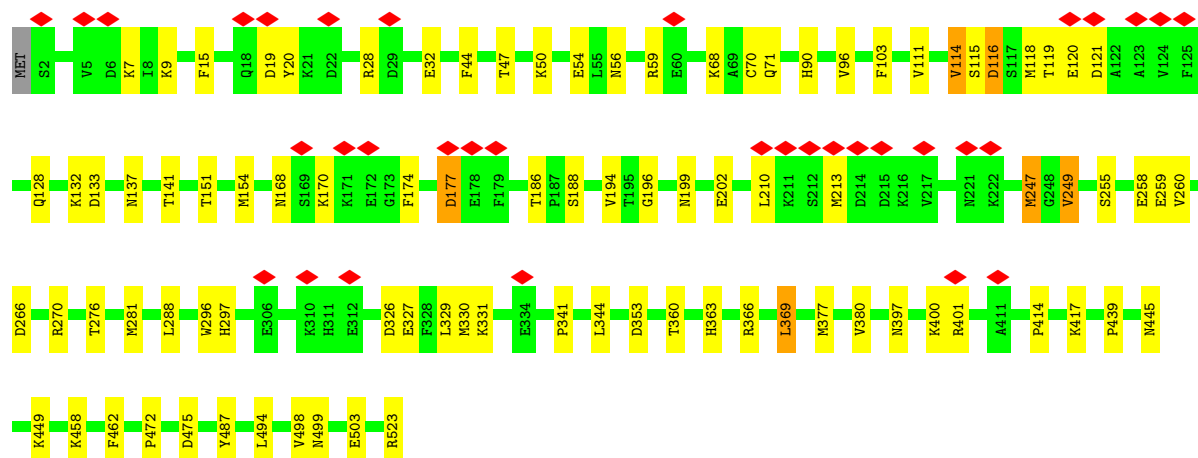 MET S2 V5 D6 K7 I8 K9 F15 Q18 D19 Y20 K21 D22 R28 D29 E32 F44 T47 K50 E54 L55 N56 R59 E60 K68 A69 C70 Q71 H90 V96 F103 V111 V114 S115 D116 S117 M118 T119 E120 D121 A122 A123 V124 F125
Q128 K132 D133 N137 T141 T151 M154 N168 S169 K170 K171 E172 G173 F174 D177 E178 F179 T186 P187 S188 V194 T195 G196 N199 E202 L210 K211 S212 M213 D214 D215 K216 V217 N221 K222 M247 G248 V249 S255 E258 E259 V260
D266 R270 T276 M281 L288 W296 H297 E306 K310 H311 E312 D326 E327 F328 L329 M330 K331 E334 P341 L344 D353 T360 H363 R366 L369 M377 V380 N397 K400 R401 A411 P414 K417 P439 N445
K449 K458 F462 P472 D475 Y487 L494 V498 N499 E503 R523